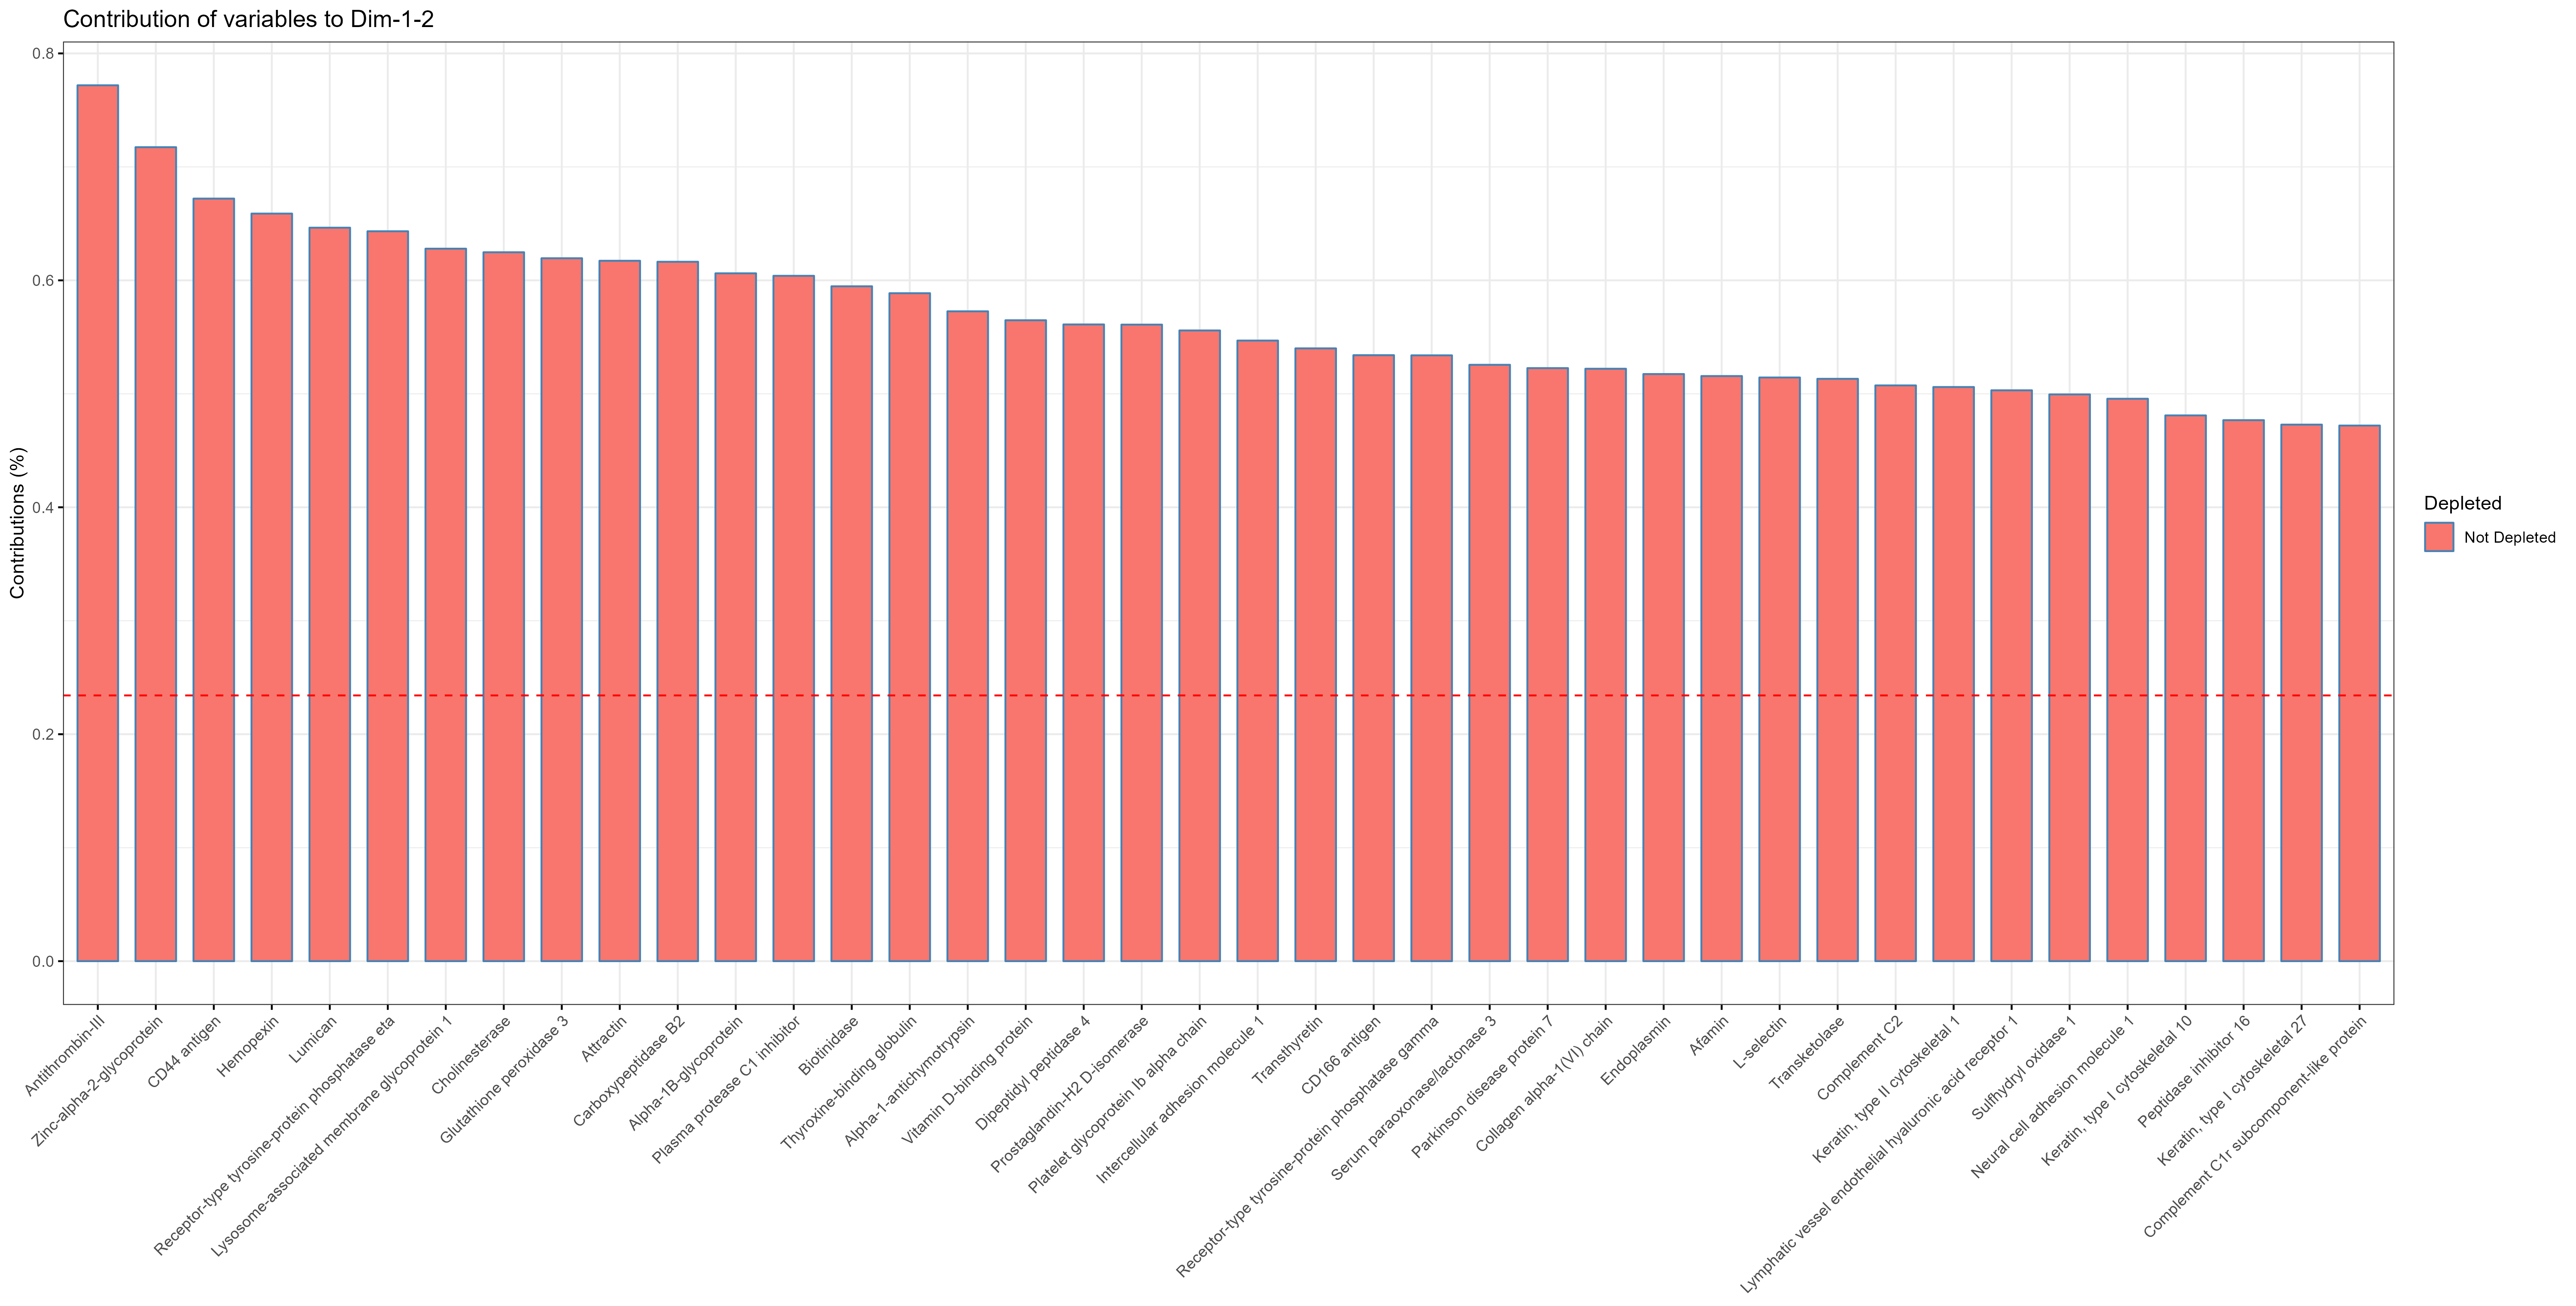 Contribution of variables to Dim-1-2
Contributions (%)
0.8
0.6
0.4
0.2
0.0
Antithrombin-III
Zinc-alpha-2-glycoprotein
CD44 antigen
Hemopexin
Lumican
Receptor-type tyrosine-protein phosphatase eta
Lysosome-associated membrane glycoprotein 1
Cholinesterase
Glutathione peroxidase 3
Attractin
Carboxypeptidase B2
Alpha-1B-glycoprotein
Plasma protease C1 inhibitor
Biotinidase
Thyroxine-binding globulin
Alpha-1-antichymotrypsin
Vitamin D-binding protein
Dipeptidyl peptidase 4
Prostaglandin-H2 D-isomerase
Platelet glycoprotein Ib alpha chain
Intercellular adhesion molecule 1
Transthyretin
CD166 antigen
Receptor-type tyrosine-protein phosphatase gamma
Serum paraoxonase/lactonase 3
Parkinson disease protein 7
Collagen alpha-1(VI) chain
Endoplasmin
Afamin
L-selectin
Transketolase
Complement C2
Keratin, type II cytoskeletal 1
Lymphatic vessel endothelial hyaluronic acid receptor 1
Sulfhydryl oxidase 1
Neural cell adhesion molecule 1
Keratin, type I cytoskeletal 10
Peptidase inhibitor 16
Keratin, type I cytoskeletal 27
Complement C1r subcomponent-like protein
Depleted
Not Depleted